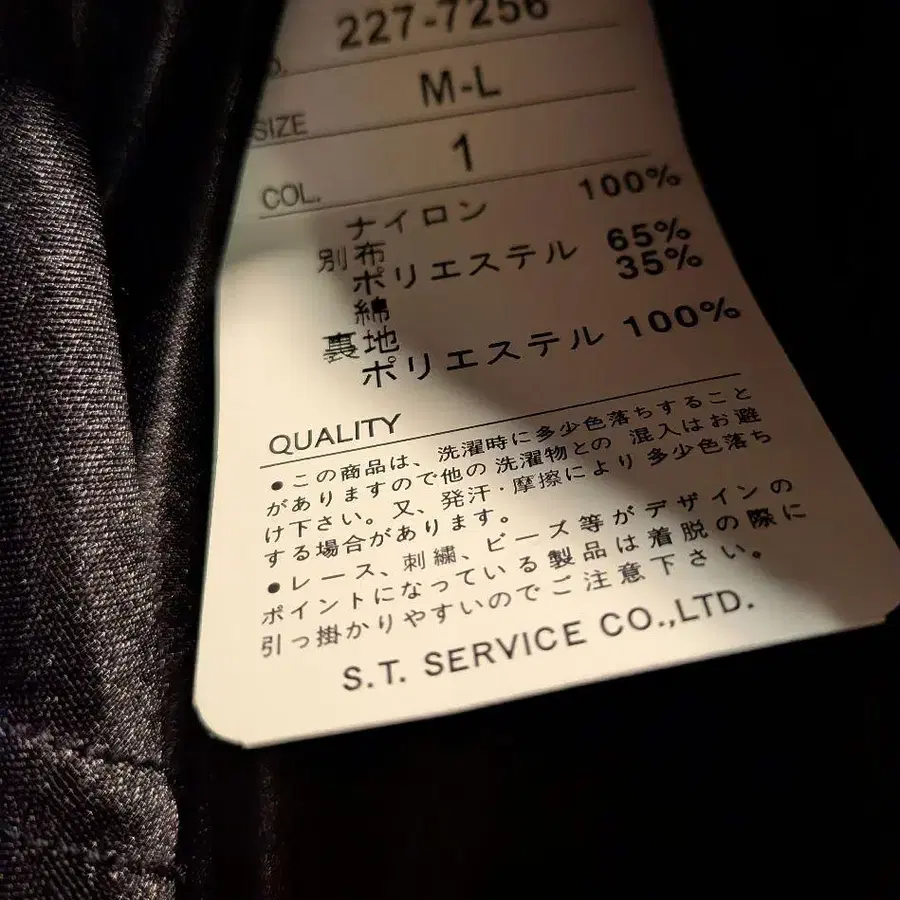 227-7256
O.
M-L
SIZE
1
COL.
ナイロン 100%
別布
ポリエステル 65%
綿 35%
裏地
ポリエステル 100%
QUALITY
●この商品は、洗濯時に多少色落ちすること
がありますので他の洗濯物との 混入はお避
け下さい。又、発汗・摩擦により 多少色落ち
する場合があります。
●レース、刺繍、ビーズ等がデザインの
ポイントになっている製品は着脱の際に
引っ掛かりやすいのでご注意下さい。
S.T. SERVICE CO.,LTD.